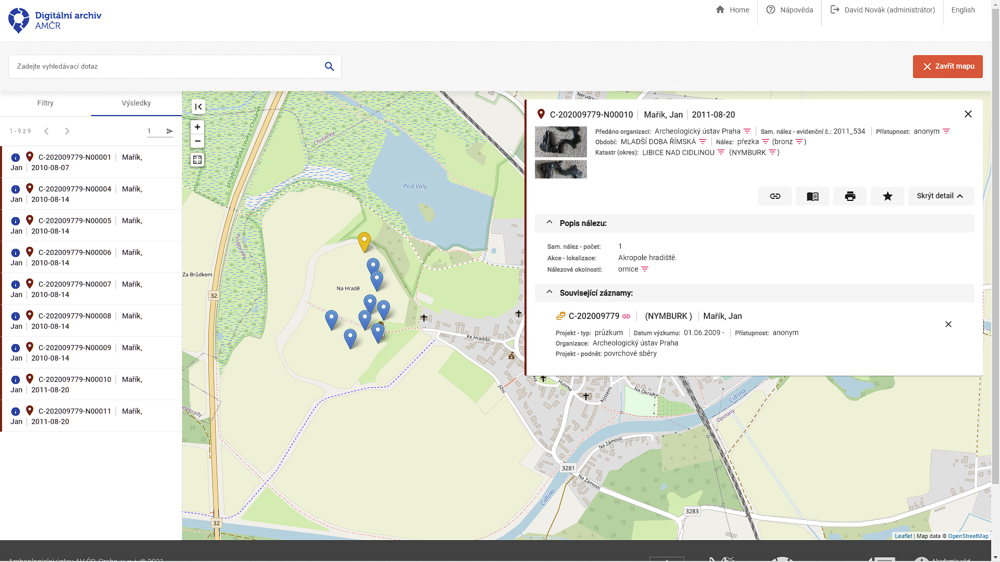 Digitální archiv
AMČR
Home
Nápověda
David Novák (administrátor)
English
Zadejte vyhledávací dotaz
Zavřít mapu
Filtry
Výsledky
1 - 9 z 9
1
C-202009779-N00001 Mařík,
Jan 2010-08-07
C-202009779-N00004 Mařík,
Jan 2010-08-14
C-202009779-N00005 Mařík,
Jan 2010-08-14
C-202009779-N00006 Mařík,
Jan 2010-08-14
C-202009779-N00007 Mařík,
Jan 2010-08-14
C-202009779-N00008 Mařík,
Jan 2010-08-14
C-202009779-N00009 Mařík,
Jan 2010-08-14
C-202009779-N00010 Mařík,
Jan 2011-08-20
C-202009779-N00011 Mařík,
Jan 2011-08-20
+
−
přírodní památka Louky u Choťánek
Choťánky
Pod Valy
Poděbrady
Za Brůdkem
32
Na Hradě
Ke Hradišti
Jižní
Husova
Kostelní
Na Okrajku
Cidlina
Opolany
Na Zámostí
3281
Na Zámostí
Cidlina
3283
32
C-202009779-N00010 Mařík, Jan 2011-08-20
Předáno organizaci: Archeologický ústav Praha Sam. nález - evidenční č.: 2011_534 Přístupnost: anonym
Období: MLADŠÍ DOBA ŘÍMSKÁ Nález: přezka (bronz )
Katastr (okres): LIBICE NAD CIDLINOU (NYMBURK )
Skrýt detail
Popis nálezu:
Sam. nález - počet: 1
Akce - lokalizace: Akropole hradiště.
Nálezové okolnosti: ornice
Související záznamy:
C-202009779 (NYMBURK ) Mařík, Jan
Projekt - typ: průzkum Datum výzkumu: 01.06.2009 - Přístupnost: anonym
Organizace: Archeologický ústav Praha
Projekt - podnět: povrchové sběry
Leaflet | Map data © OpenStreetMap
Archeologický ústav AV ČR, Praha, v. v. i. © 2021
Akademie věd